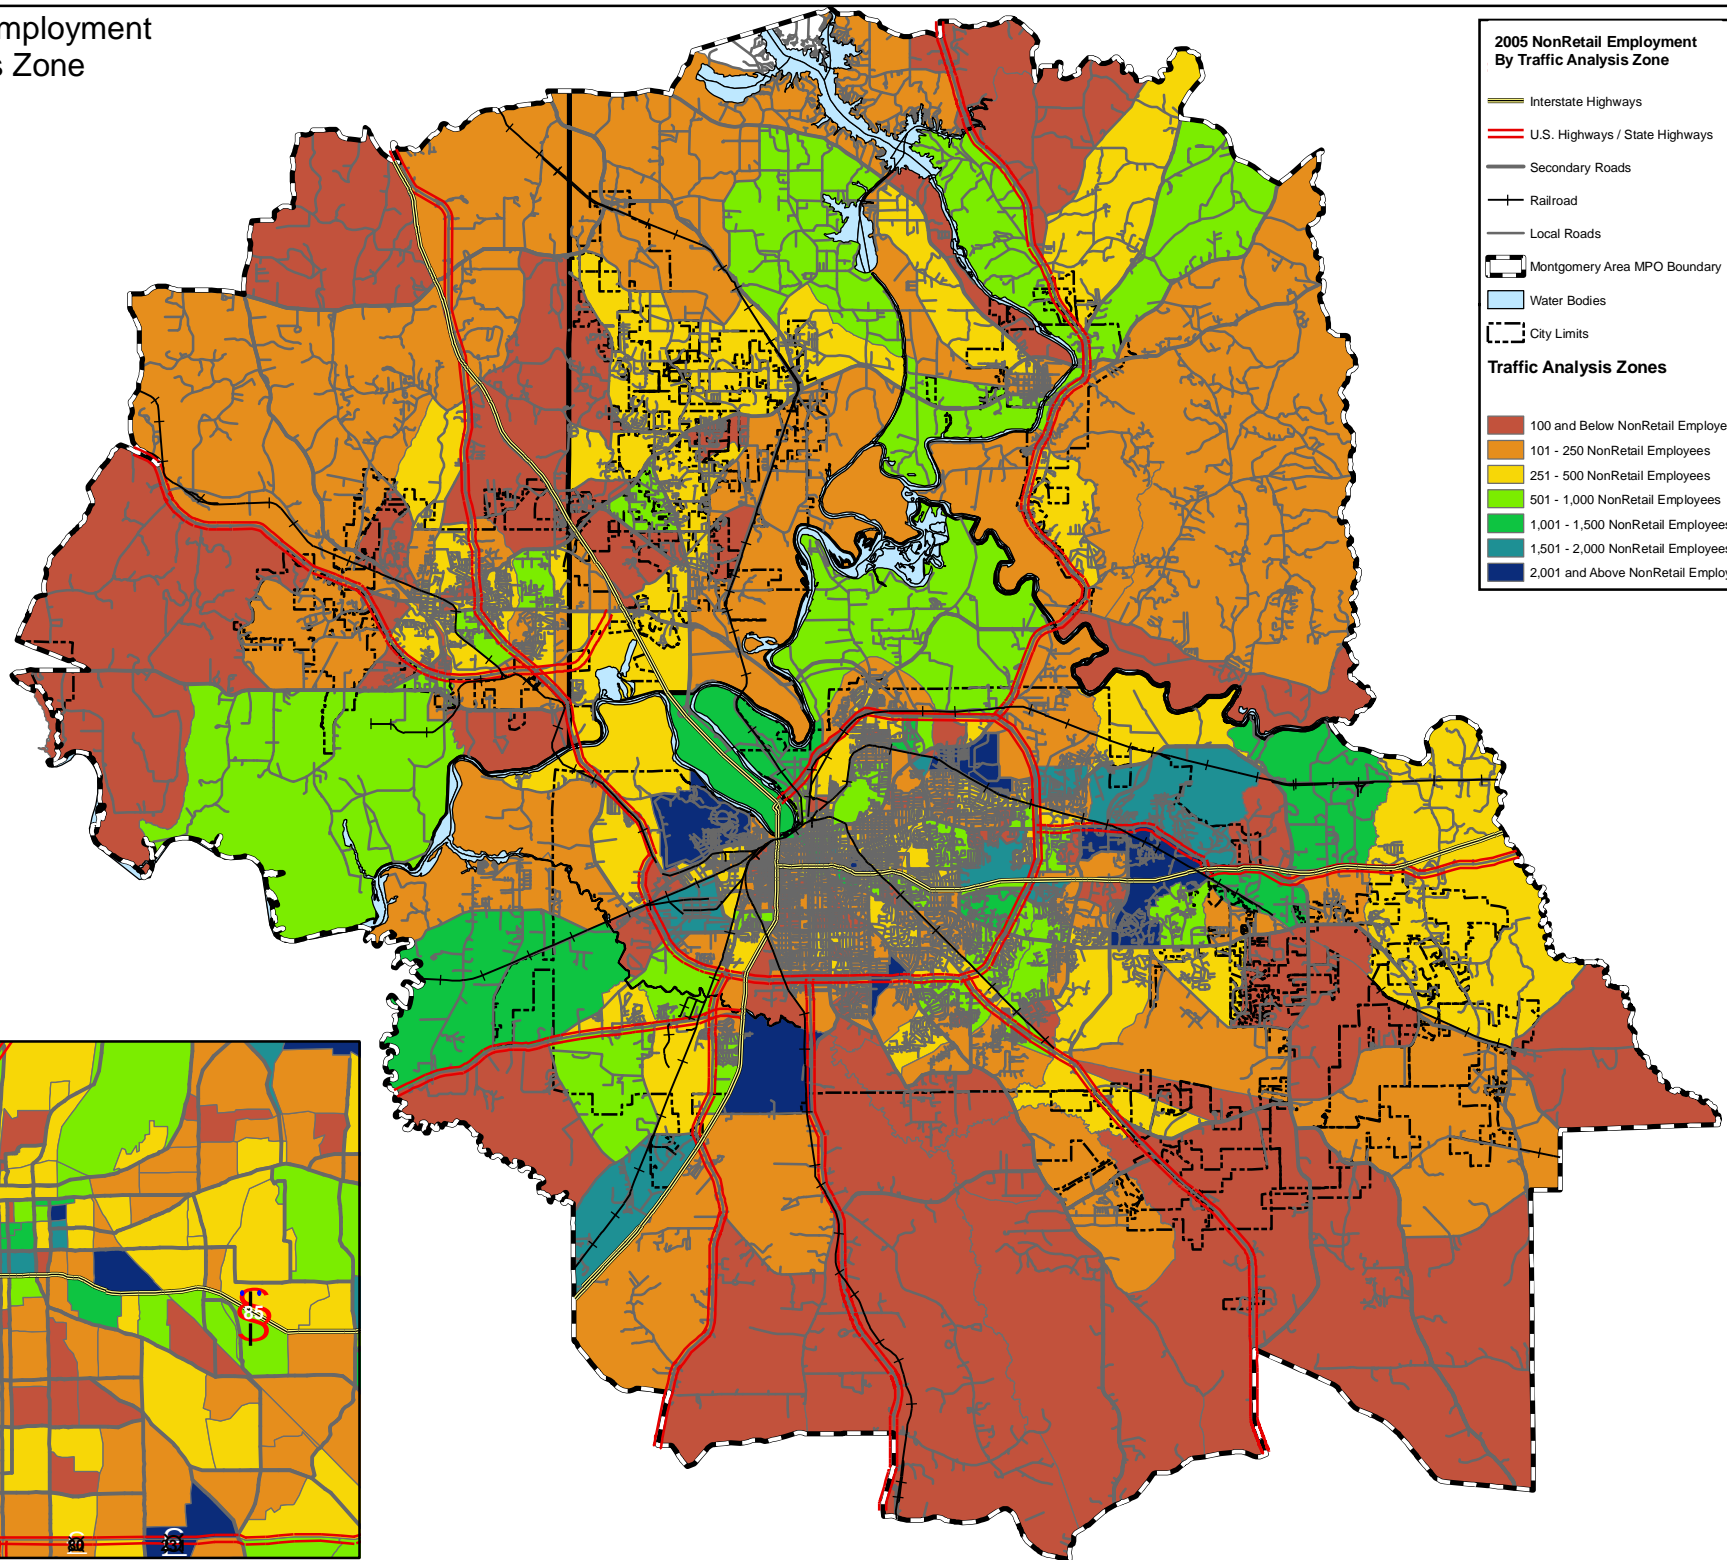 mployment
s Zone
2005 NonRetail Employment
By Traffic Analysis Zone
Interstate Highways
U.S. Highways / State Highways
Secondary Roads
Railroad
Local Roads
Montgomery Area MPO Boundary
Water Bodies
City Limits
Traffic Analysis Zones
100 and Below NonRetail Employe
101 - 250 NonRetail Employees
251 - 500 NonRetail Employees
501 - 1,000 NonRetail Employees
1,001 - 1,500 NonRetail Employees
1,501 - 2,000 NonRetail Employees
2,001 and Above NonRetail Employ
85
80
231